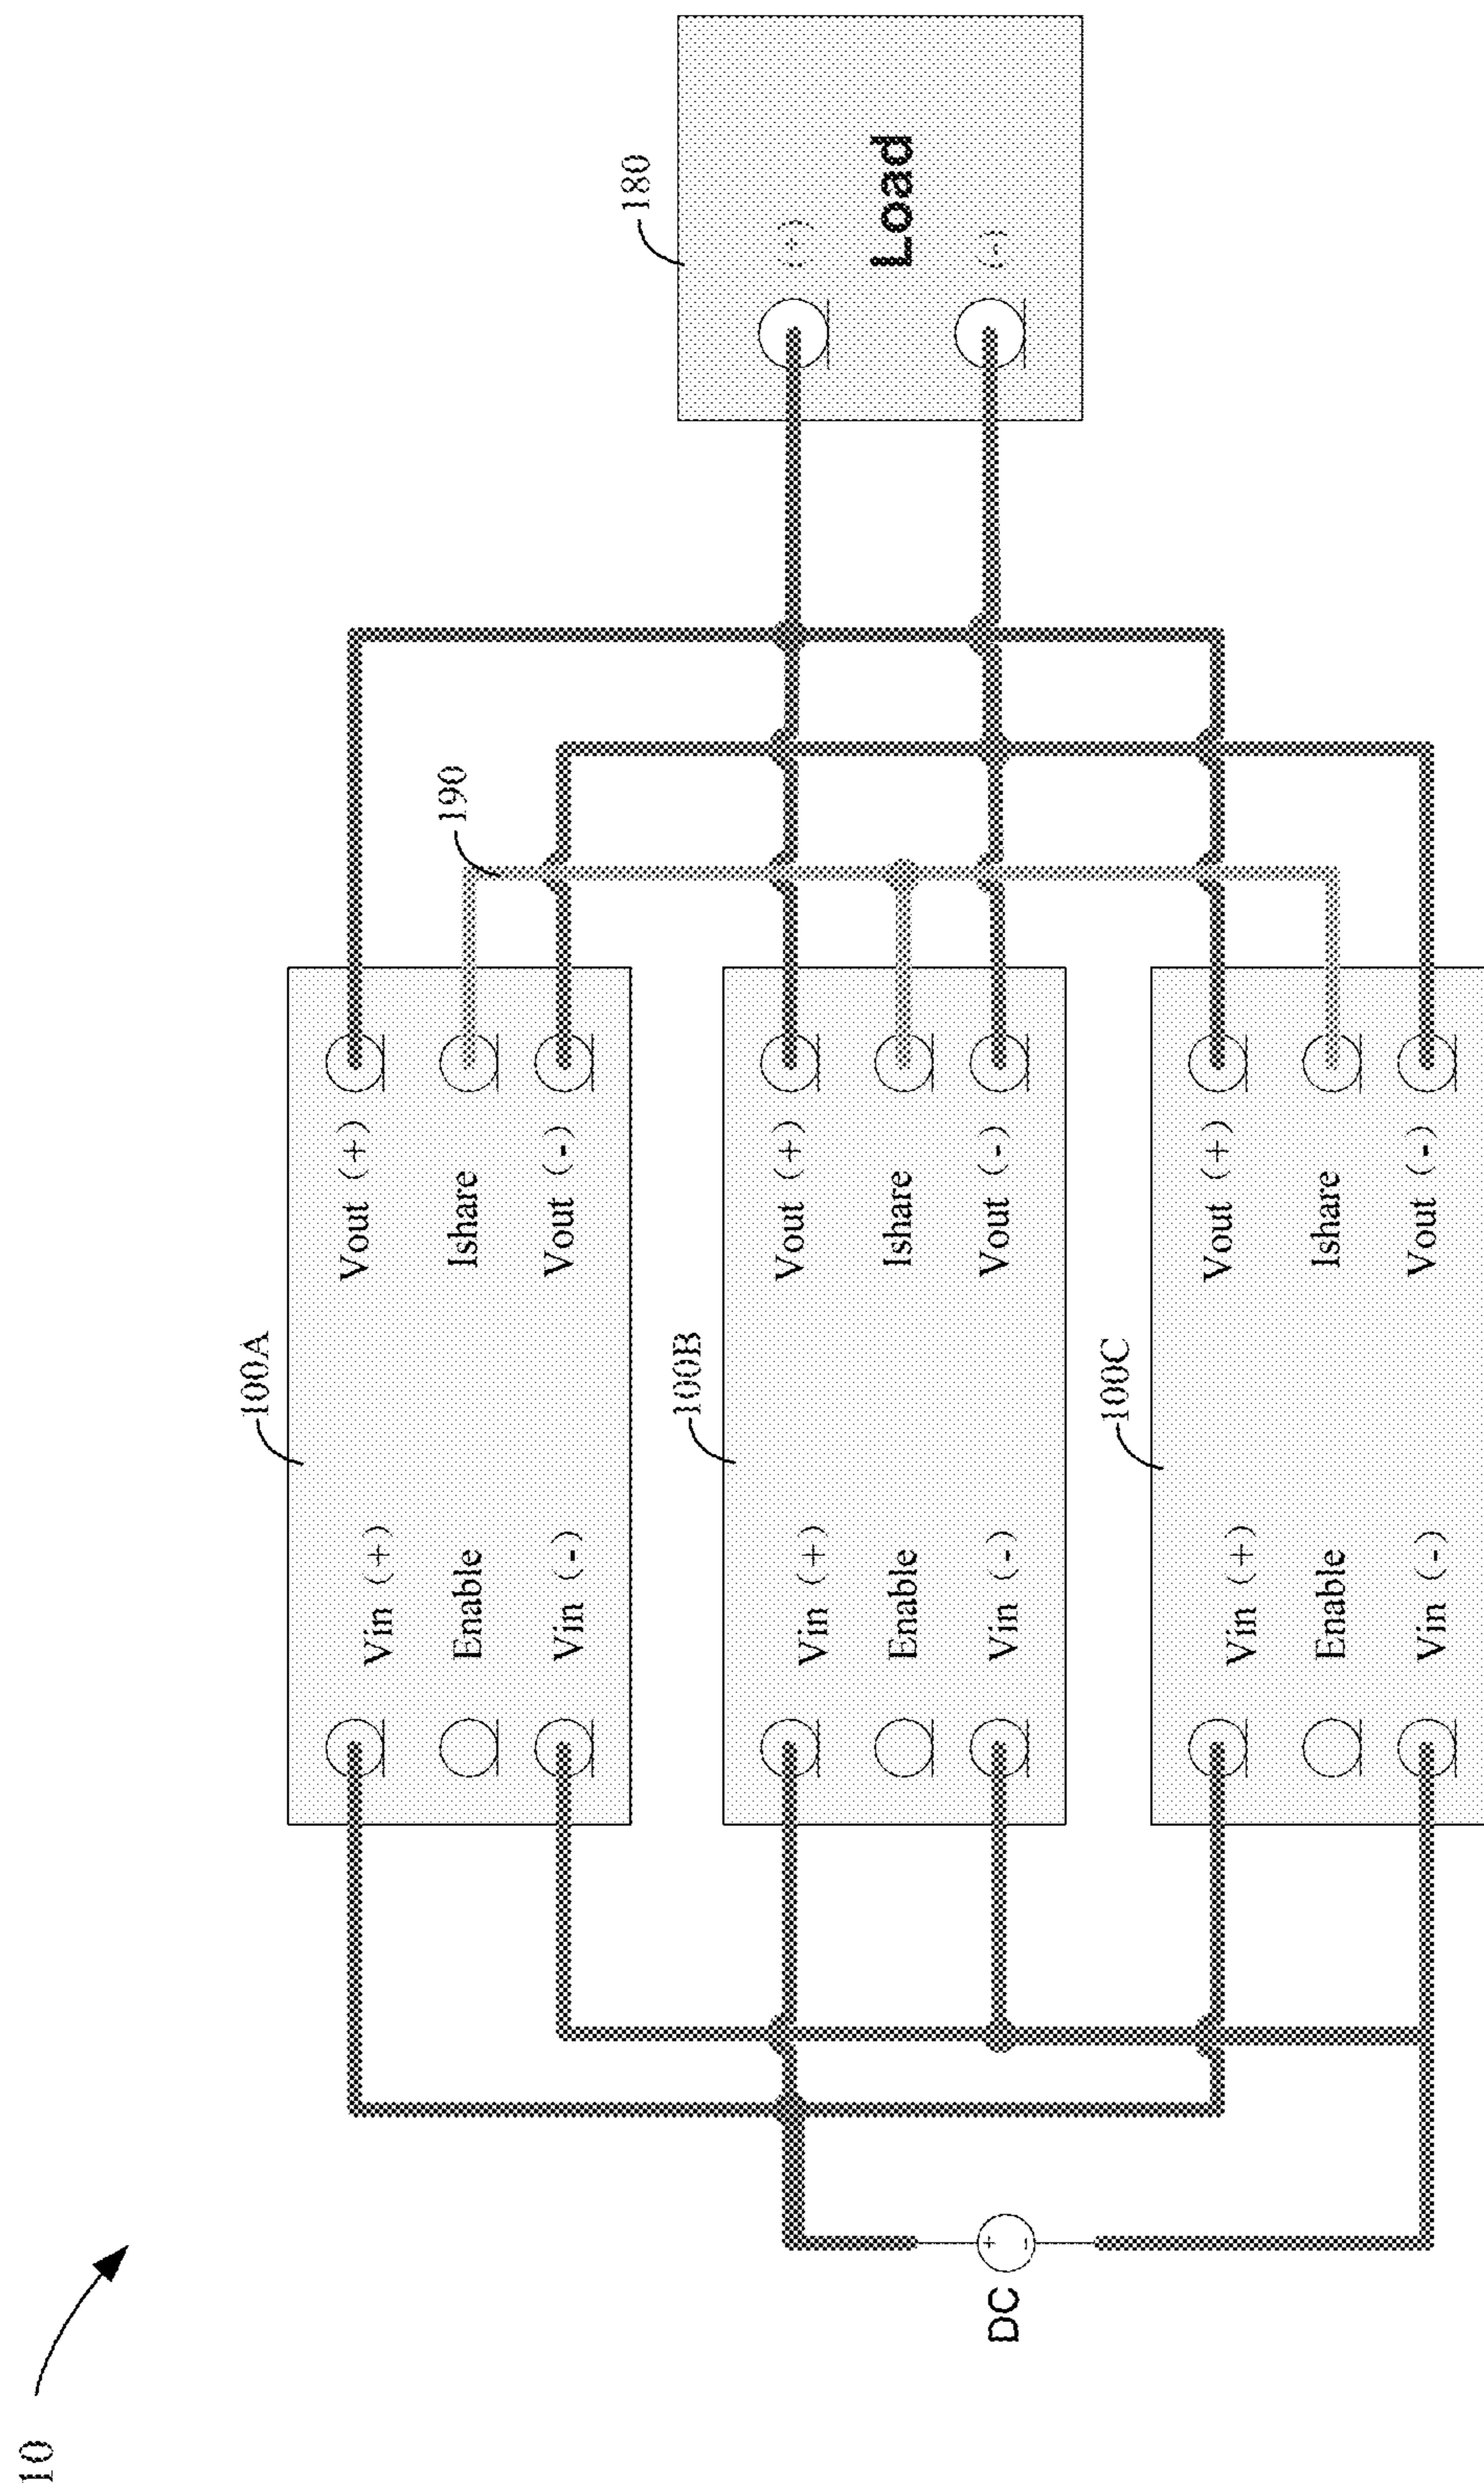 10
100A
Vin (+)
Enable
Vin (-)
Vout (+)
Ishare
Vout (-)
190
100B
Vin (+)
Enable
Vin (-)
Vout (+)
Ishare
Vout (-)
100C
Vin (+)
Enable
Vin (-)
Vout (+)
Ishare
Vout (-)
DC
+
-
180
(+)
Load
(-)